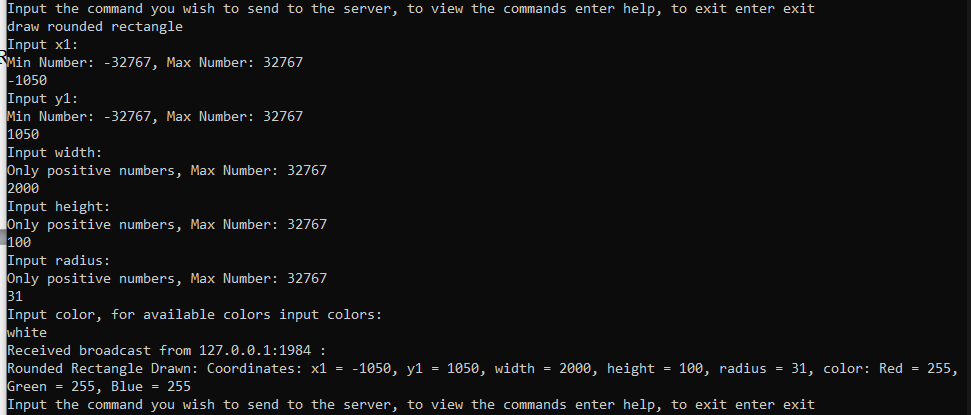 Input the command you wish to send to the server, to view the commands enter help, to exit enter exit
draw rounded rectangle
Input x1:
Min Number: -32767, Max Number: 32767
-1050
Input y1:
Min Number: -32767, Max Number: 32767
1050
Input width:
Only positive numbers, Max Number: 32767
2000
Input height:
Only positive numbers, Max Number: 32767
100
Input radius:
Only positive numbers, Max Number: 32767
31
Input color, for available colors input colors:
white
Received broadcast from 127.0.0.1:1984 :
Rounded Rectangle Drawn: Coordinates: x1 = -1050, y1 = 1050, width = 2000, height = 100, radius = 31, color: Red = 255,
Green = 255, Blue = 255
Input the command you wish to send to the server, to view the commands enter help, to exit enter exit